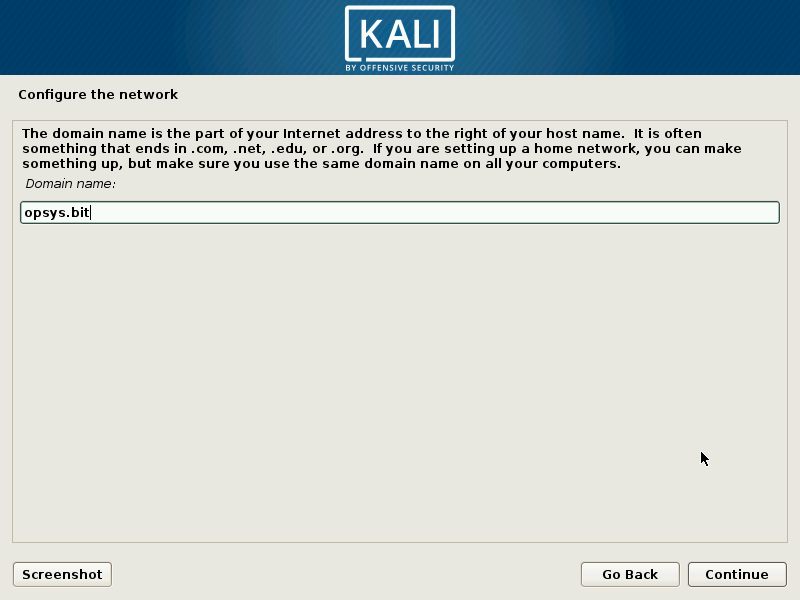 KALI
BY OFFENSIVE SECURITY
Configure the network
The domain name is the part of your Internet address to the right of your host name.  It is often
something that ends in .com, .net, .edu, or .org.  If you are setting up a home network, you can make
something up, but make sure you use the same domain name on all your computers.
Domain name:
opsys.bit
Screenshot
Go Back
Continue